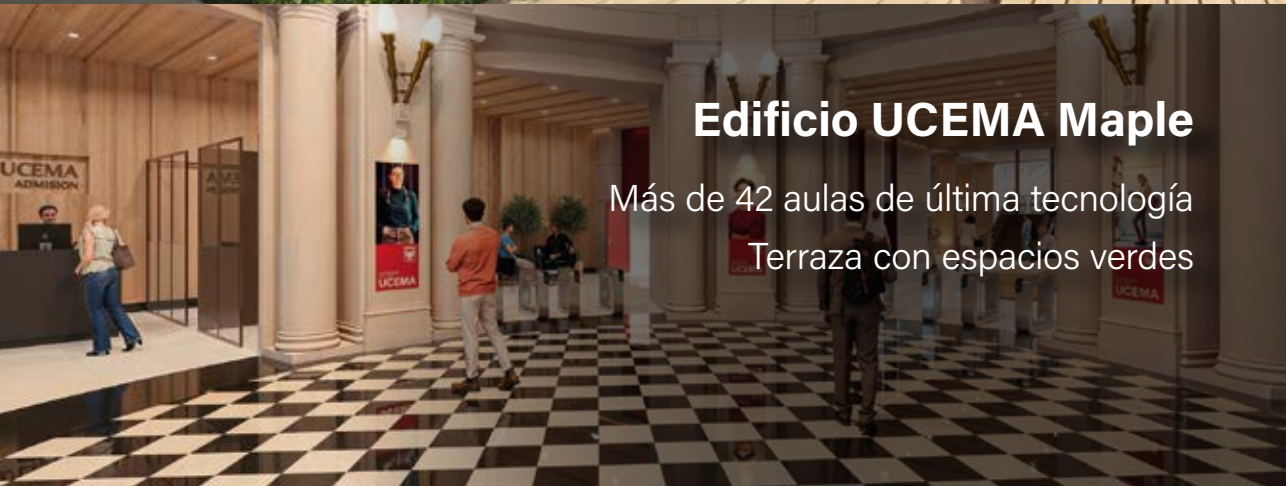 UCEMA
ADMISION
Edificio UCEMA Maple
Más de 42 aulas de última tecnología
Terraza con espacios verdes
UCEMA
UCEMA
UCEMA